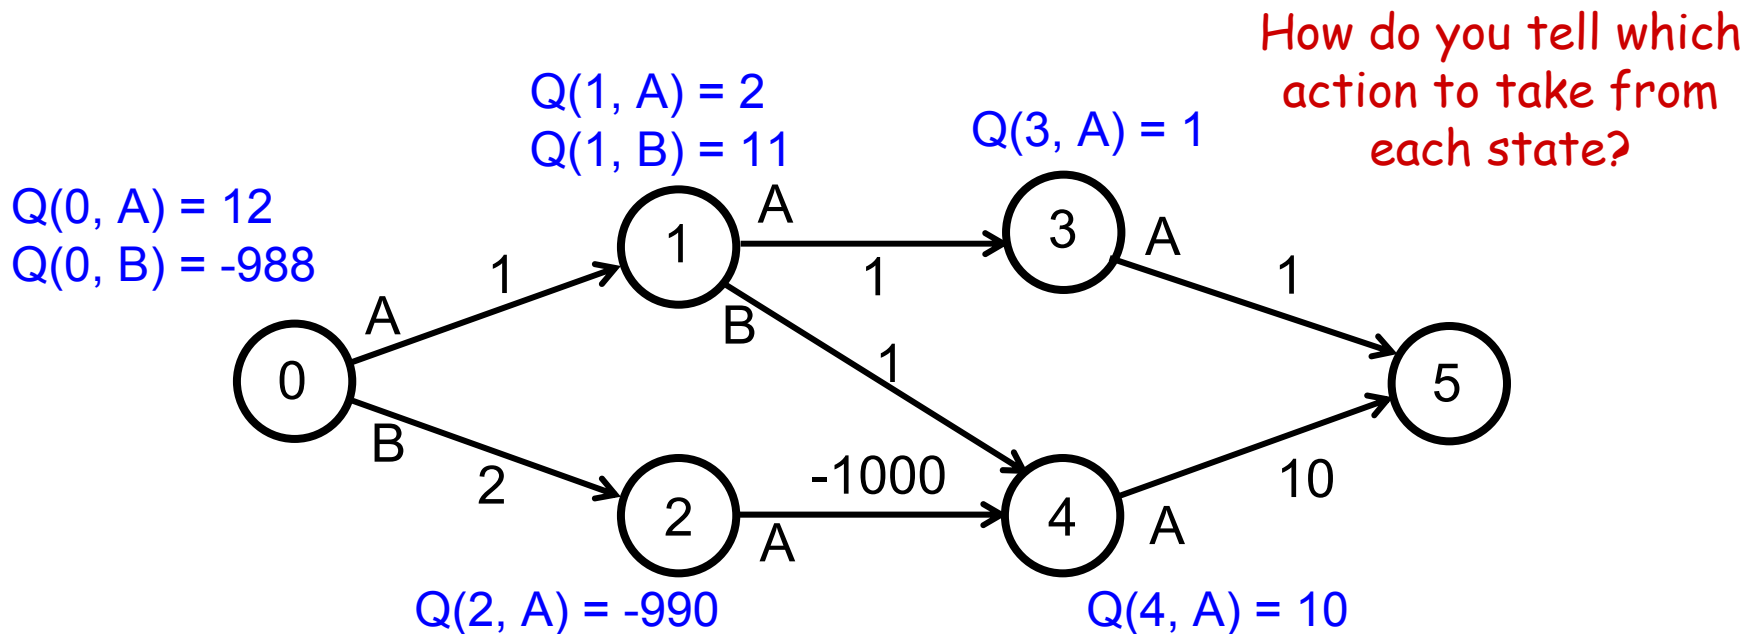 How do you tell which
action to take from
each state?
Q(1, A) = 2
Q(1, B) = 11
Q(3, A) = 1
Q(0, A) = 12
Q(0, B) = -988
A
1
1
A
1
3
A
1
B
1
0
A
1
5
B
2
2
-1000
A
4
A
10
Q(2, A) = -990
Q(4, A) = 10